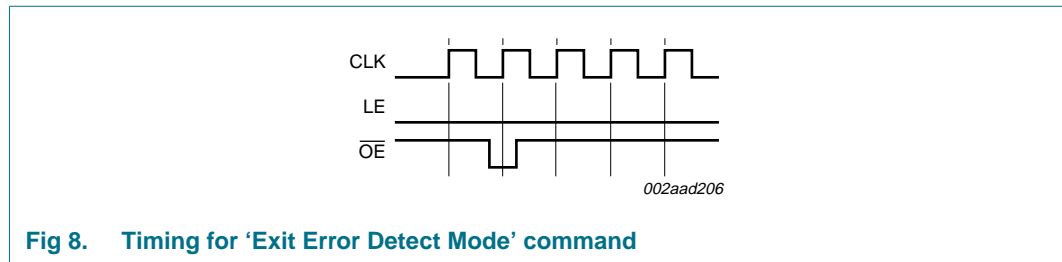 CLK
LE
OE
002aad206
Fig 8. Timing for ‘Exit Error Detect Mode’ command